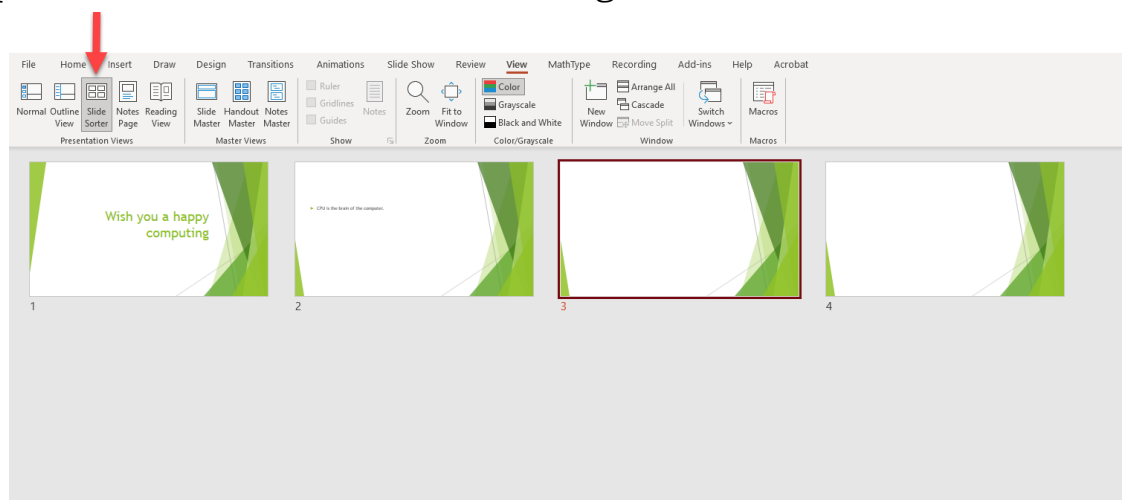 File Home Insert Draw Design Transitions Animations Slide Show Review View MathType Recording Add-ins Help Acrobat
Normal Outline View Slide Sorter Notes Page Reading View
Presentation Views
Slide Master Handout Master Notes Master
Master Views
Ruler
Gridlines
Guides
Notes
Show
Zoom Fit to Window
Zoom
Color
Grayscale
Black and White
Color/Grayscale
New Window
Arrange All
Cascade
Move Split
Switch Windows
Window
Macros
Macros
Wish you a happy
computing
1
CPU is the brain of the computer.
2
3
4